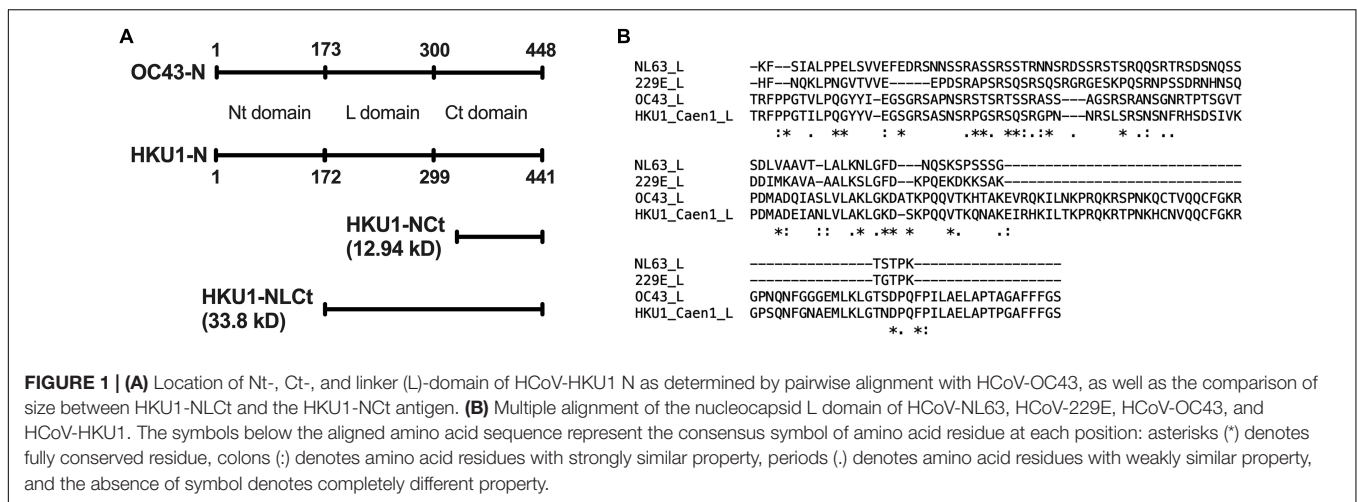 A
1 173 300 448
OC43-N
Nt domain L domain Ct domain
HKU1-N
1 172 299 441
HKU1-NCt
(12.94 kD)
HKU1-NLCt
(33.8 kD)
B
NL63_L -KF--SIALPPELSVVEFEDRSNNSSRASSRSSTRNNSRDSSRSTSRQQSRTRSDSNQSS
229E_L -HF--NQKLPNGVTVVE-----EPDSRAPSRSQSRSQSRGRGESKPQSRNPSSDRNHNSQ
OC43_L TRFPPGTVLPQGYYI-EGSGRSAPNSRSTSRTSSRASS---AGSRSRANSGNRTPTSGVT
HKU1_Caen1_L TRFPPGTILPQGYYV-EGSGRSASNSRPGSRSQSRGPN---NRSLSRSNSNFRHSDSIVK
:* . ** : * .**. **:.:* . * .: ..
NL63_L SDLVAAVT-LALKNLGFD---NQSKSPSSSG-----------------------------
229E_L DDIMKAVA-AALKSLGFD--KPQEKDKKSAK-----------------------------
OC43_L PDMADQIASLVLAKLGKDATKPQQVTKHTAKEVRQKILNKPRQKRSPNKQCTVQQCFGKR
HKU1_Caen1_L PDMADEIANLVLAKLGKD-SKPQQVTKQNAKEIRHKILTKPRQKRTPNKHCNVQQCFGKR
*: :: .* .** * *. .:
NL63_L ---------------TSTPK------------------
229E_L ---------------TGTPK------------------
OC43_L GPNQNFGGGEMLKLGTSDPQFPILAELAPTAGAFFFGS
HKU1_Caen1_L GPSQNFGNAEMLKLGTNDPQFPILAELAPTPGAFFFGS
*. *:
FIGURE 1 | (A) Location of Nt-, Ct-, and linker (L)-domain of HCoV-HKU1 N as determined by pairwise alignment with HCoV-OC43, as well as the comparison of
size between HKU1-NLCt and the HKU1-NCt antigen. (B) Multiple alignment of the nucleocapsid L domain of HCoV-NL63, HCoV-229E, HCoV-OC43, and
HCoV-HKU1. The symbols below the aligned amino acid sequence represent the consensus symbol of amino acid residue at each position: asterisks (*) denotes
fully conserved residue, colons (:) denotes amino acid residues with strongly similar property, periods (.) denotes amino acid residues with weakly similar property,
and the absence of symbol denotes completely different property.